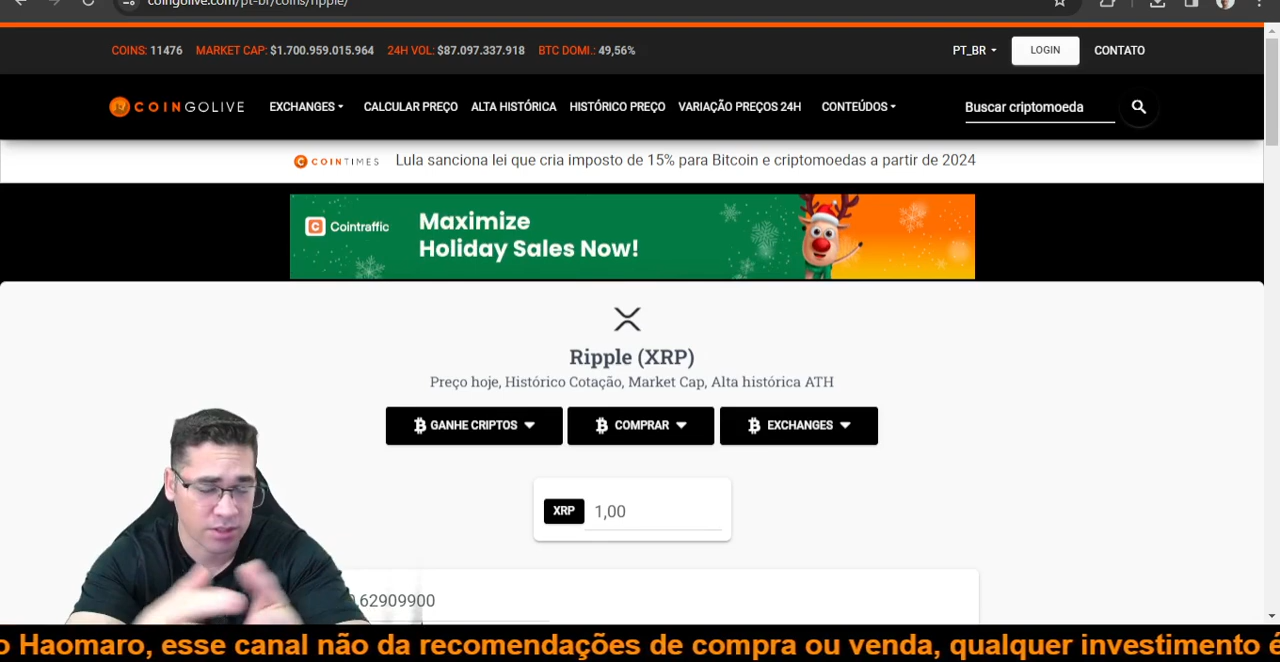 coingolive.com/pt-br/coins/ripple/
COINS: 11476 MARKET CAP: $1.700.959.015.964 24H VOL: $87.097.337.918 BTC DOMI.: 49,56% PT_BR LOGIN CONTATO
COINGOLIVE EXCHANGES CALCULAR PREÇO ALTA HISTÓRICA HISTÓRICO PREÇO VARIAÇÃO PREÇOS 24H CONTEÚDOS Buscar criptomoeda
COINTIMES Lula sanciona lei que cria imposto de 15% para Bitcoin e criptomoedas a partir de 2024
Cointraffic
Maximize
Holiday Sales Now!
Ripple (XRP)
Preço hoje, Histórico Cotação, Market Cap, Alta histórica ATH
GANHE CRIPTOS COMPRAR EXCHANGES
XRP 1,00
,62909900
o Haomaro, esse canal não da recomendações de compra ou venda, qualquer investimento é